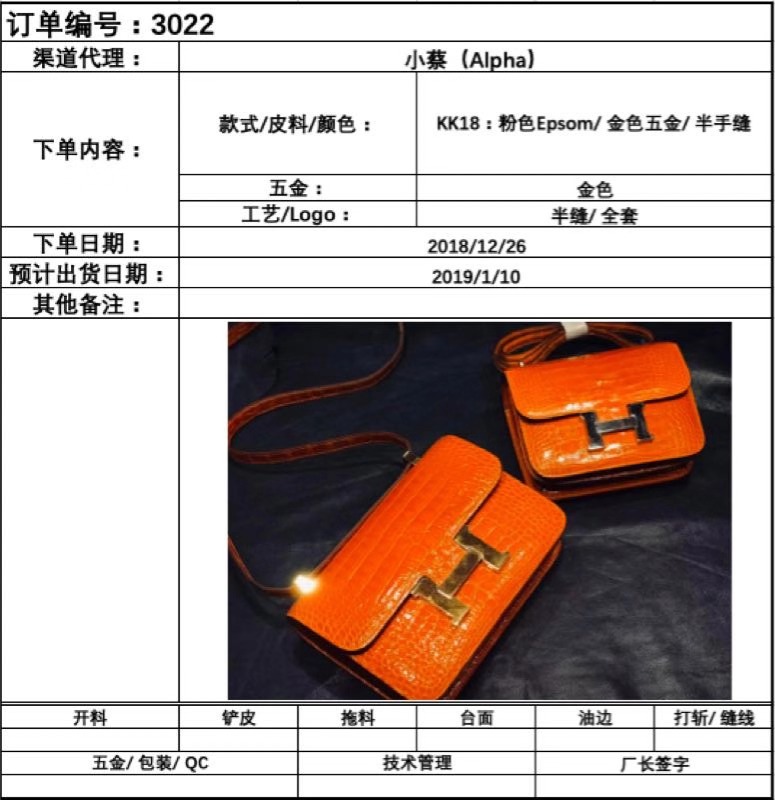 订单编号：3022
渠道代理： 小蔡（Alpha）
下单内容： 款式/皮料/颜色： KK18：粉色Epsom/ 金色五金/ 半手缝
五金： 金色
工艺/Logo： 半缝/ 全套
下单日期： 2018/12/26
预计出货日期： 2019/1/10
其他备注：
开料 铲皮 拖料 台面 油边 打斩/ 缝线
五金/ 包装/ QC 技术管理 厂长签字